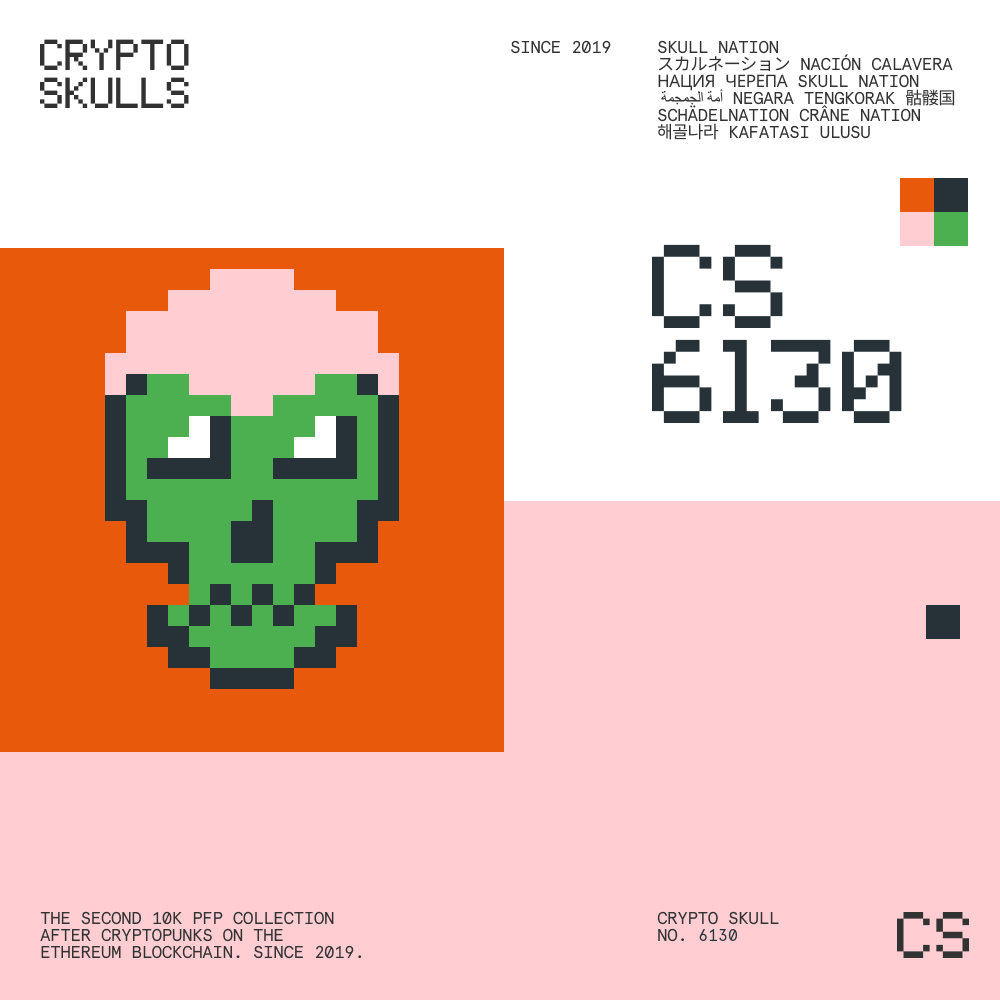 CRYPTO
SKULLS
SINCE 2019
SKULL NATION
スカルネーション NACIÓN CALAVERA
НАЦИЯ ЧЕРЕПА SKULL NATION
أمة الجمجمة NEGARA TENGKORAK 骷髅国
SCHÄDELNATION CRÂNE NATION
해골나라 KAFATASI ULUSU
CS
6130
THE SECOND 10K PFP COLLECTION
AFTER CRYPTOPUNKS ON THE
ETHEREUM BLOCKCHAIN. SINCE 2019.
CRYPTO SKULL
NO. 6130
CS